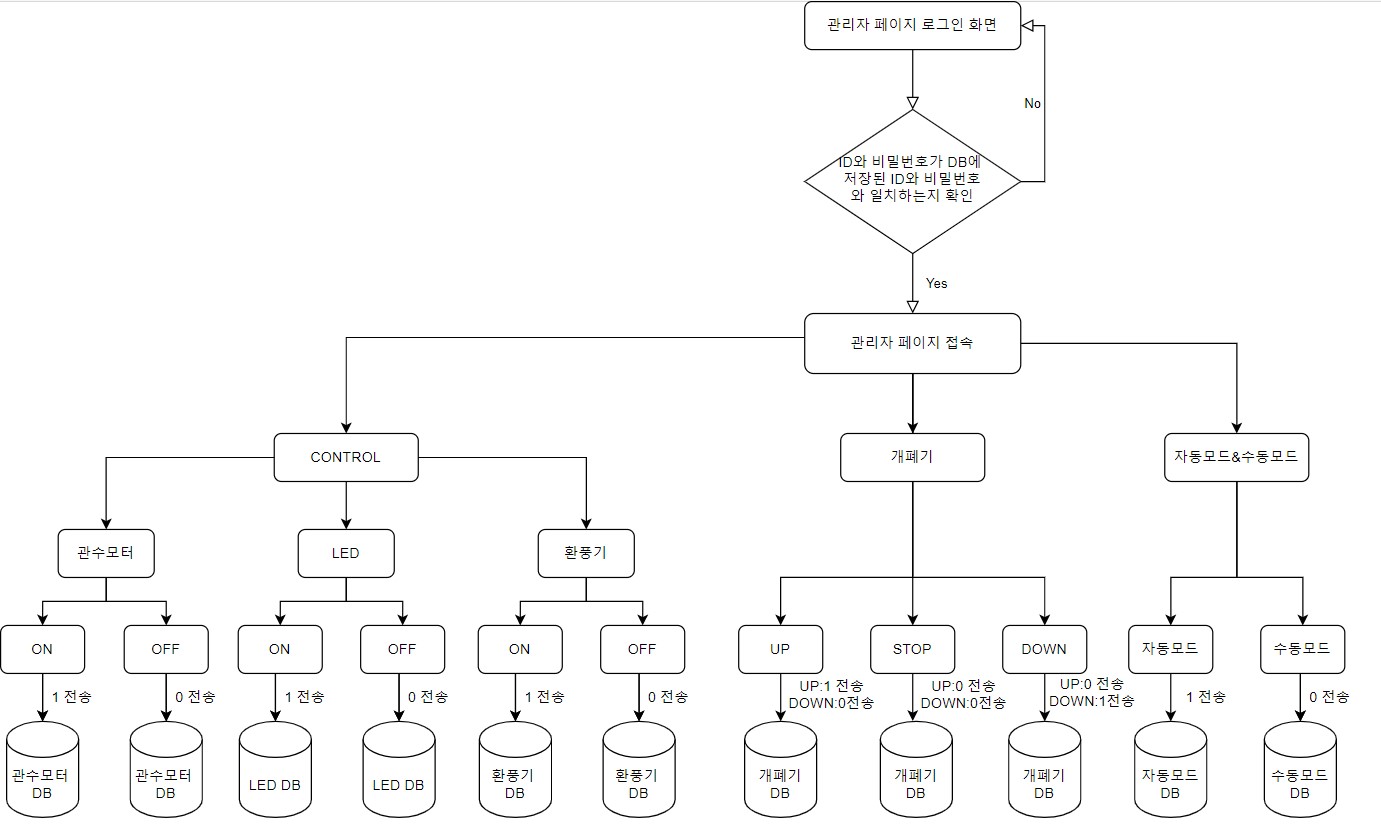 관리자 페이지 로그인 화면
No
ID와 비밀번호가 DB에
저장된 ID와 비밀번호
와 일치하는지 확인
Yes
관리자 페이지 접속
CONTROL
개폐기
자동모드&수동모드
관수모터
LED
환풍기
ON
OFF
ON
OFF
ON
OFF
UP
STOP
DOWN
자동모드
수동모드
1 전송
0 전송
1 전송
0 전송
1 전송
0 전송
UP:1 전송
DOWN:0전송
UP:0 전송
DOWN:0전송
UP:0 전송
DOWN:1전송
1 전송
0 전송
관수모터
DB
관수모터
DB
LED DB
LED DB
환풍기
DB
환풍기
DB
개폐기
DB
개폐기
DB
개폐기
DB
자동모드
DB
수동모드
DB